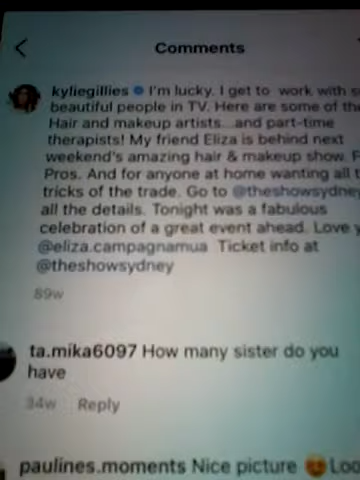 Comments
kyliegillies I'm lucky. I get to work with
beautiful people in TV. Here are some of
Hair and makeup artists...and part-time
therapists! My friend Eliza is behind next
weekend's amazing hair & makeup show.
Pros. And for anyone at home wanting all
tricks of the trade. Go to @theshowsydney
all the details. Tonight was a fabulous
celebration of a great event ahead. Love
@eliza.campagnamua Ticket info at
@theshowsydney
89w
ta.mika6097 How many sister do you
have
34w Reply
paulines.moments Nice picture 😍